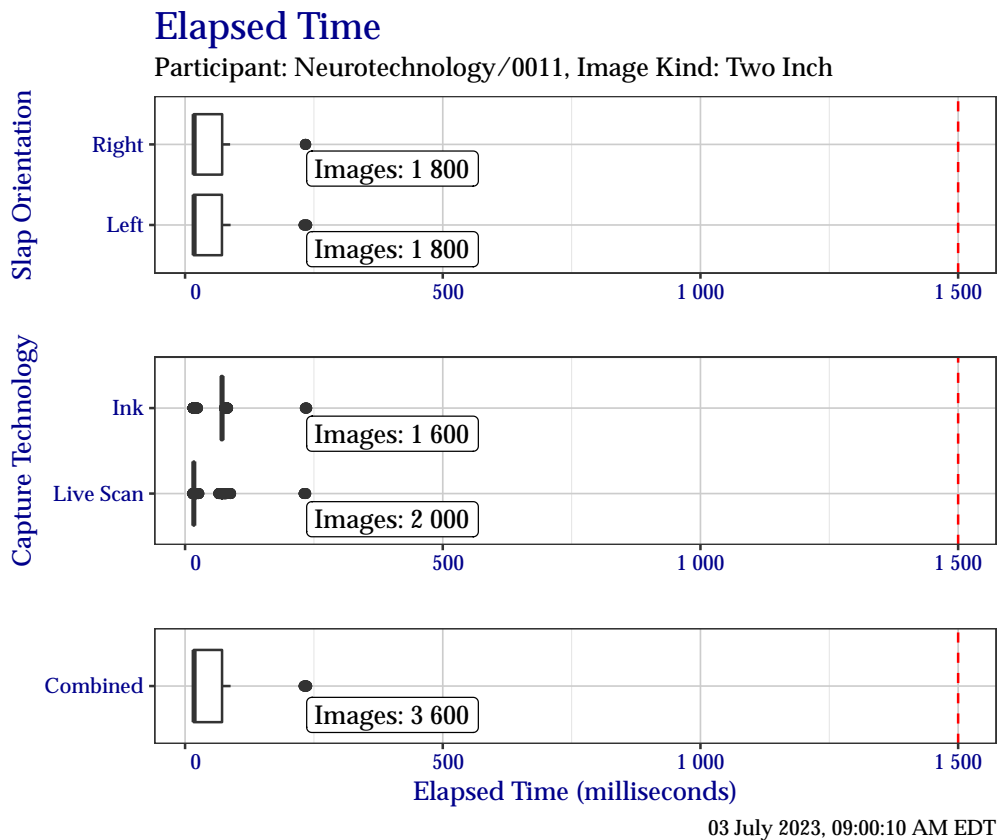 Elapsed Time
Participant: Neurotechnology/0011, Image Kind: Two Inch
Slap Orientation
Right
Images: 1 800
Left
Images: 1 800
0 500 1 000 1 500
Capture Technology
Ink
Images: 1 600
Live Scan
Images: 2 000
0 500 1 000 1 500
Combined
Images: 3 600
0 500 1 000 1 500
Elapsed Time (milliseconds)
03 July 2023, 09:00:10 AM EDT